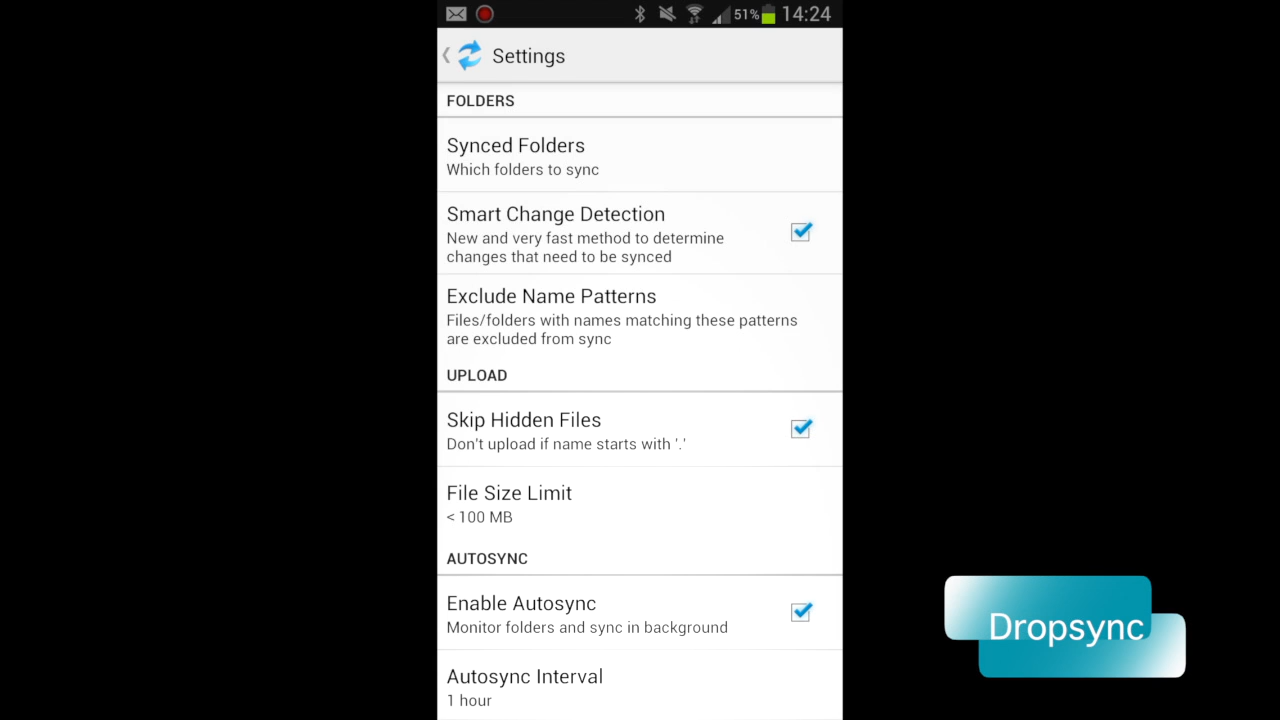 51% 14:24
Settings
FOLDERS
Synced Folders
Which folders to sync
Smart Change Detection
New and very fast method to determine
changes that need to be synced
Exclude Name Patterns
Files/folders with names matching these patterns
are excluded from sync
UPLOAD
Skip Hidden Files
Don't upload if name starts with '.'
File Size Limit
< 100 MB
AUTOSYNC
Enable Autosync
Monitor folders and sync in background
Autosync Interval
1 hour
Dropsync